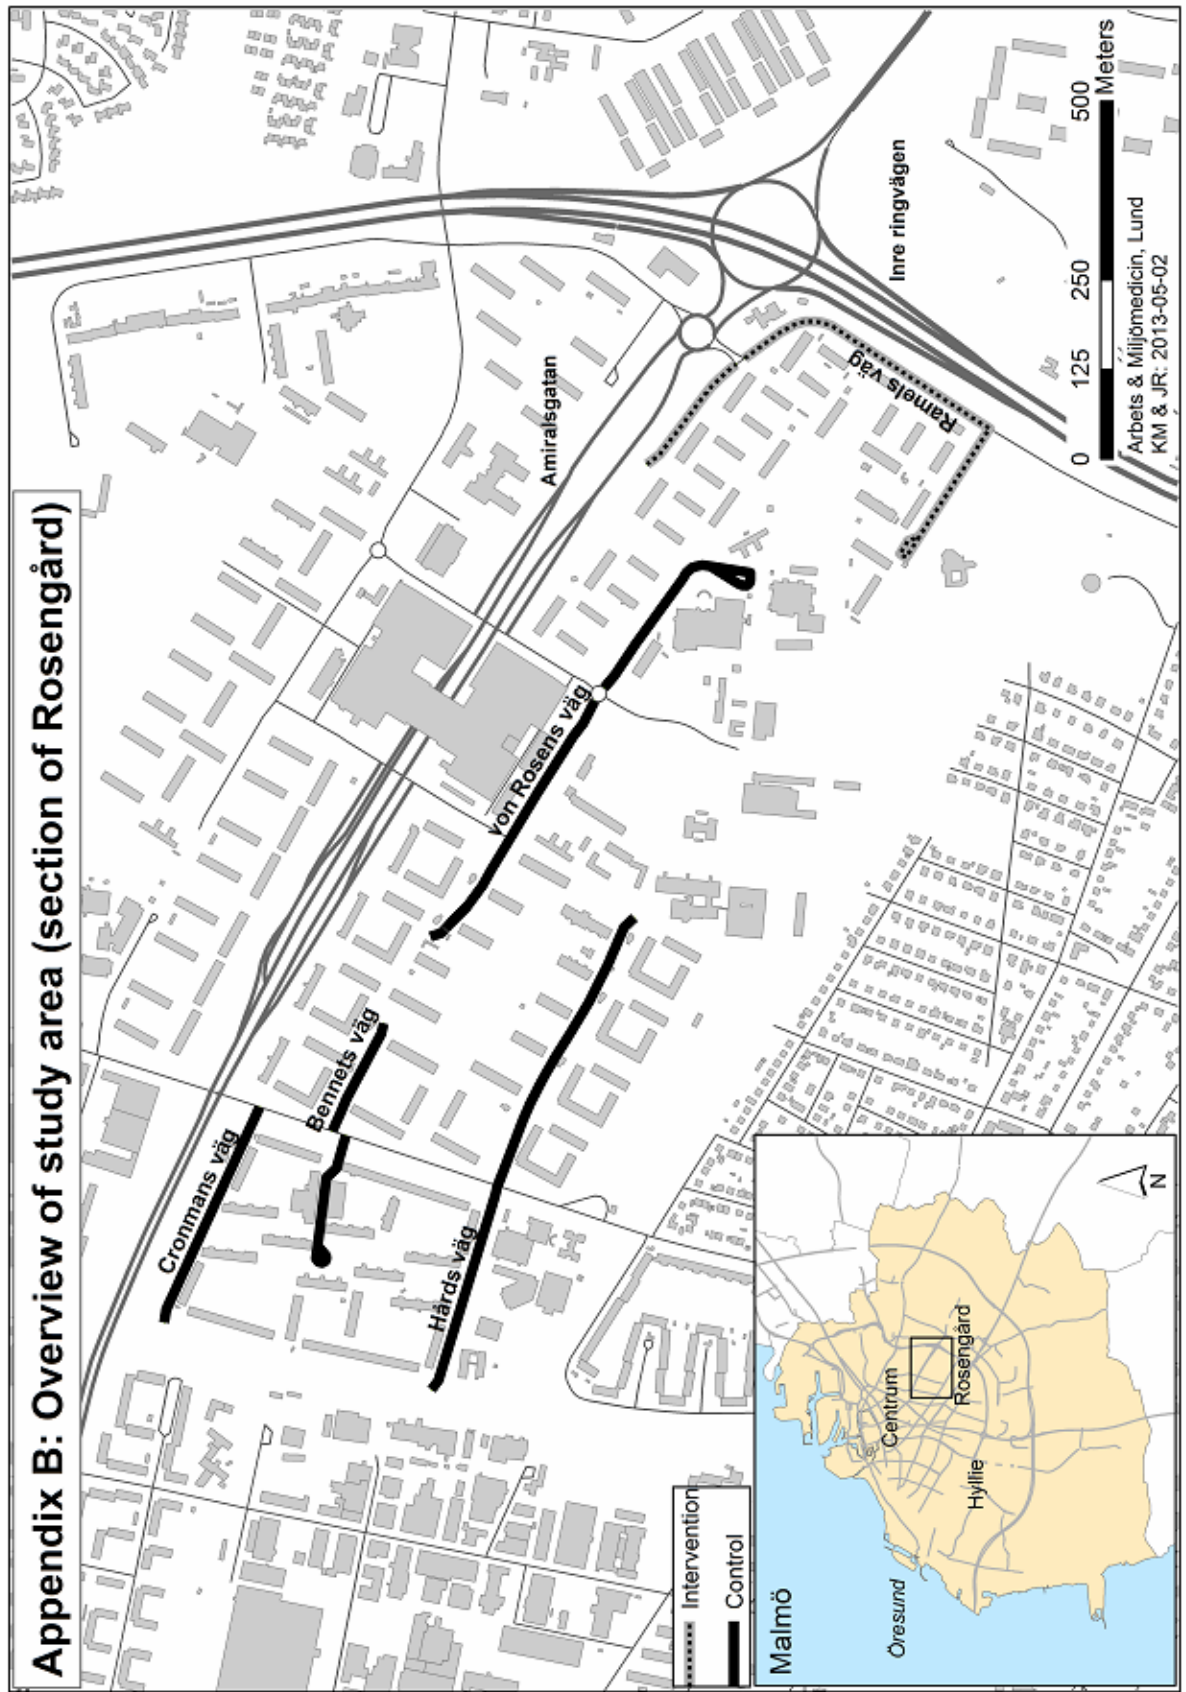 Appendix B: Overview of study area (section of Rosengård)
Cronmans väg
Bennets väg
Hårds väg
von Rosens väg
Amiralsgatan
Ramels väg
Inre ringvägen
Intervention
Control
Malmö
Öresund
Centrum
Rosengård
Hyllie
N
0 125 250 500
Meters
Arbets & Miljömedicin, Lund
KM & JR: 2013-05-02